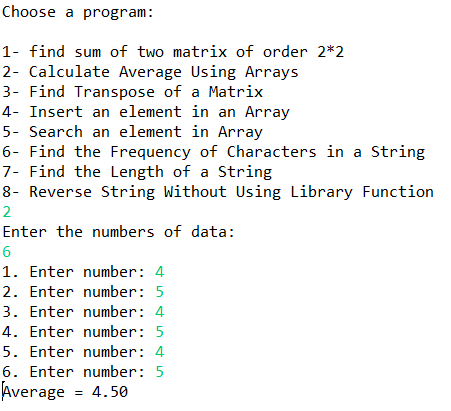 Choose a program:
1- find sum of two matrix of order 2*2
2- Calculate Average Using Arrays
3- Find Transpose of a Matrix
4- Insert an element in an Array
5- Search an element in Array
6- Find the Frequency of Characters in a String
7- Find the Length of a String
8- Reverse String Without Using Library Function
2
Enter the numbers of data:
6
1. Enter number: 4
2. Enter number: 5
3. Enter number: 4
4. Enter number: 5
5. Enter number: 4
6. Enter number: 5
Average = 4.50